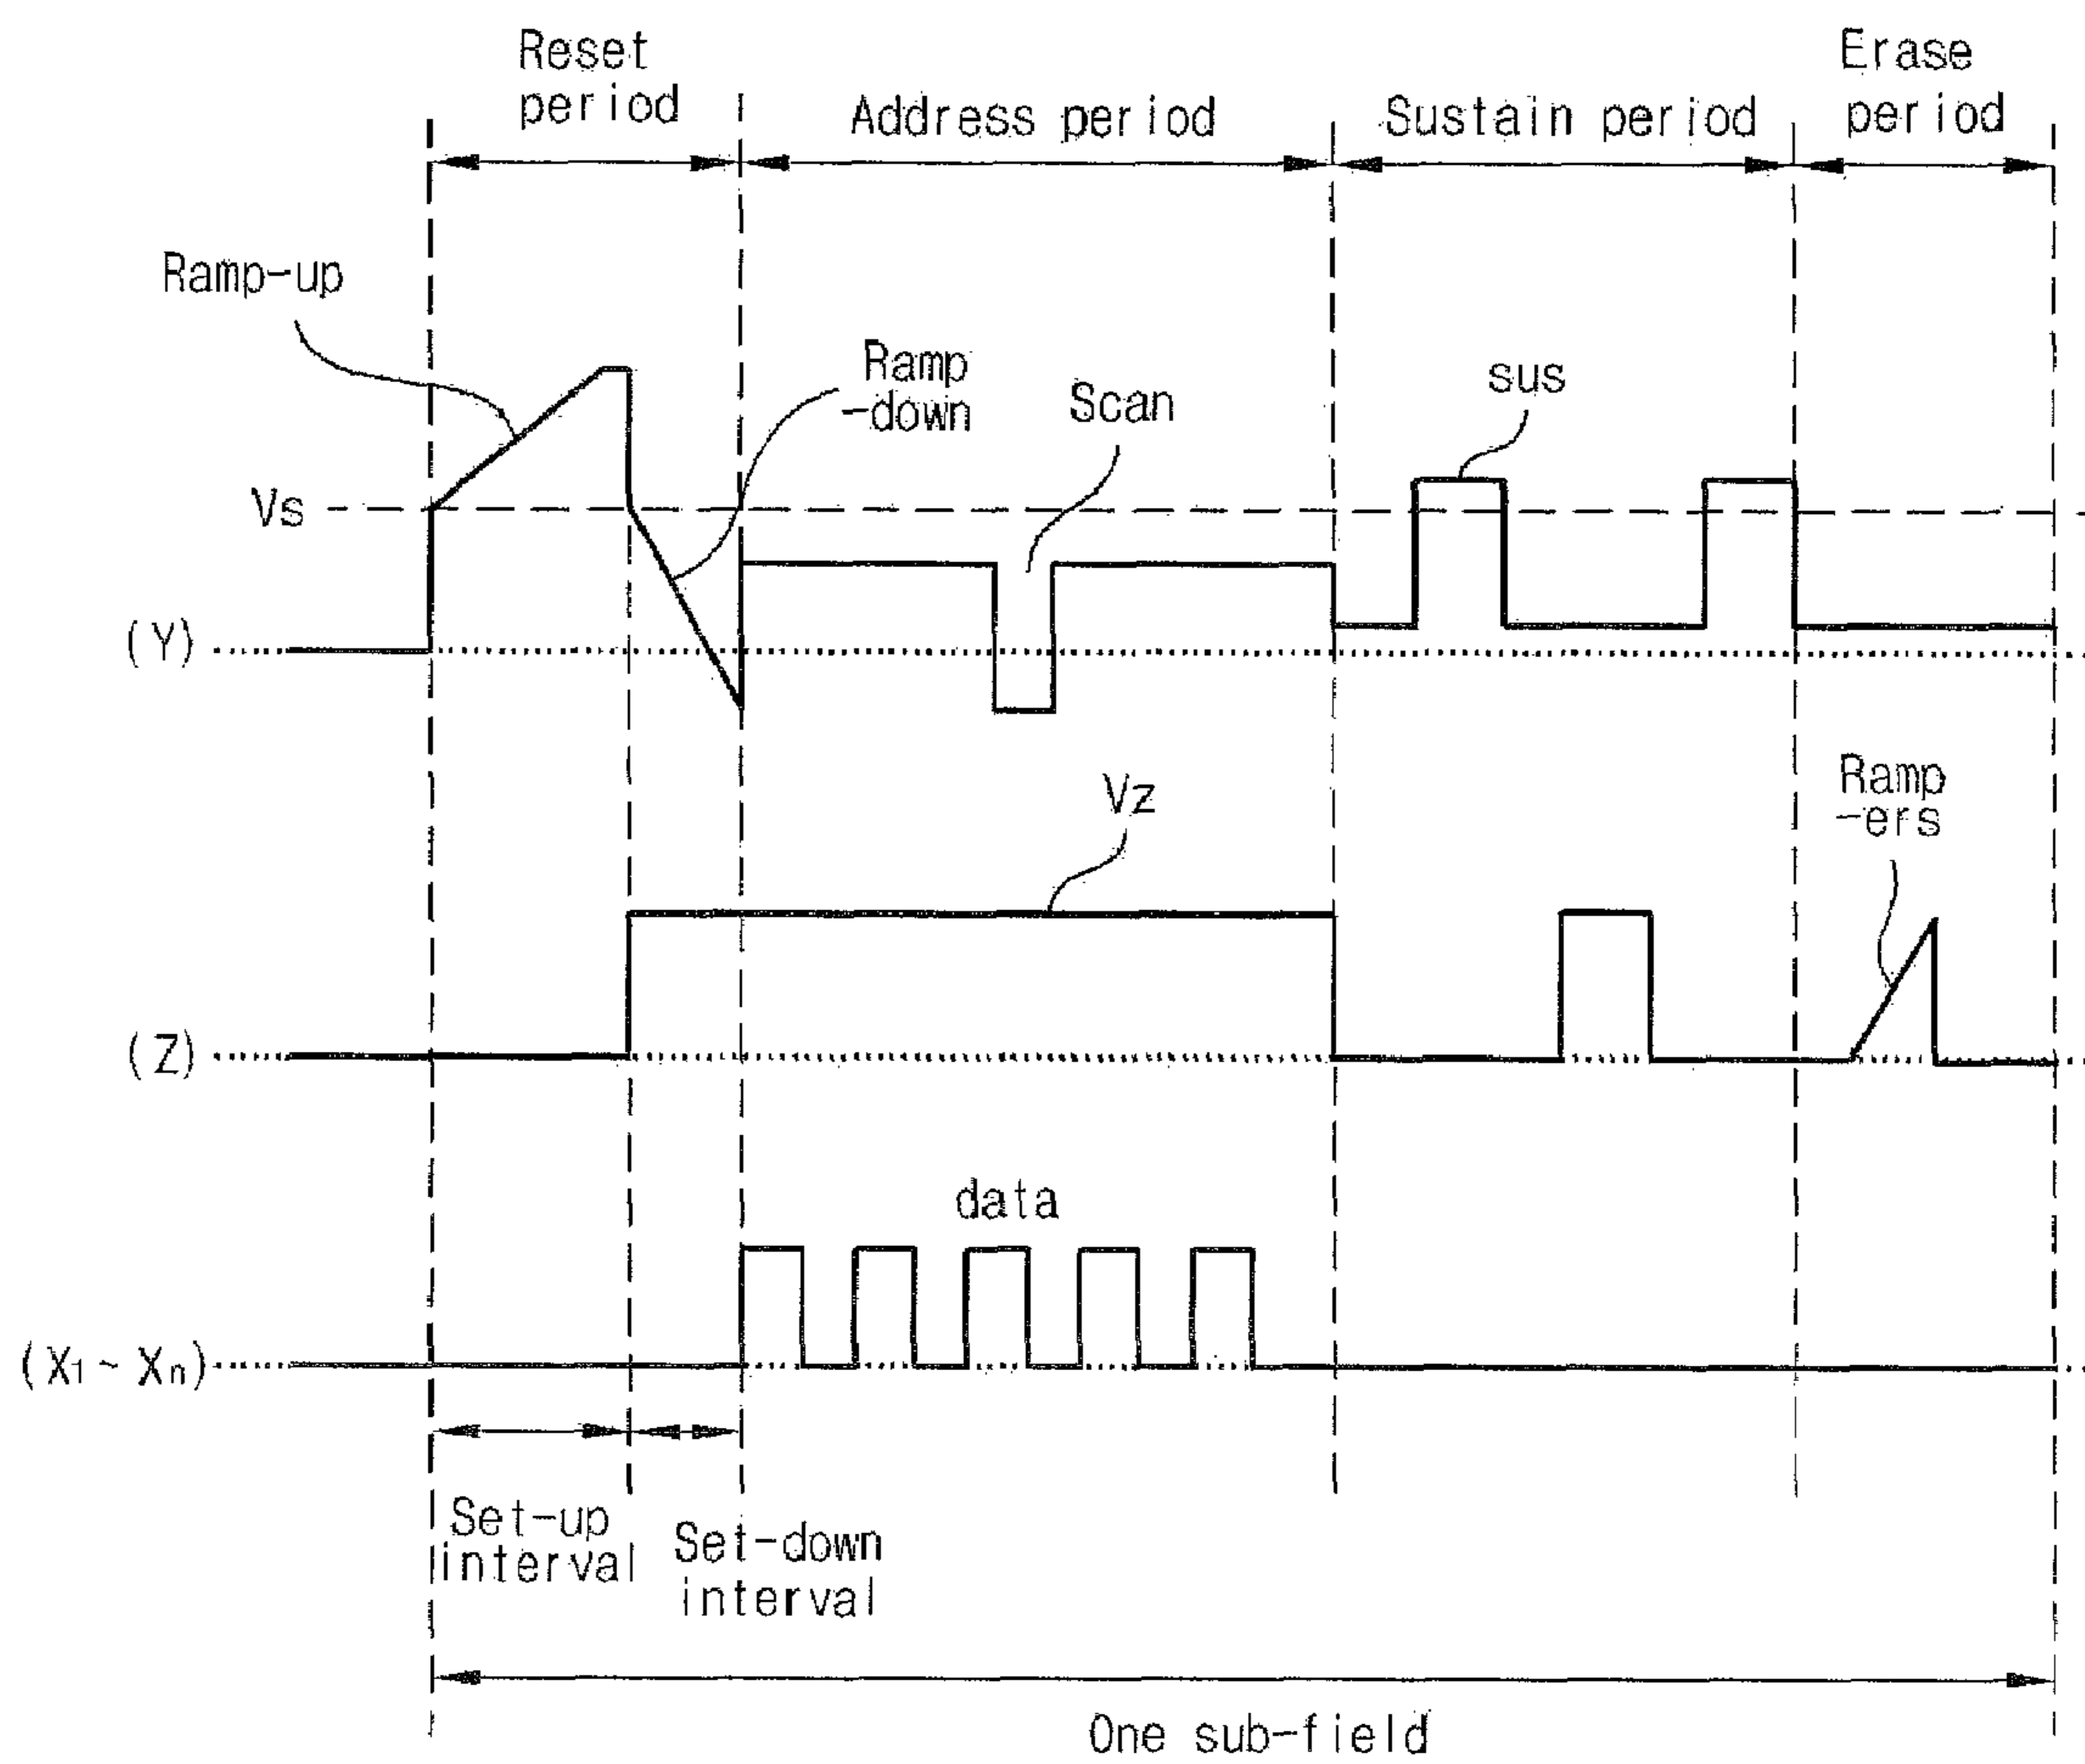 Reset
period
Address period
Sustain period
Erase
period
Ramp-up
Ramp
-down
Scan
sus
Vs
(Y)
Vz
Ramp
-ers
(Z)
data
(X1 ~ Xn)
Set-up
interval
Set-down
interval
One sub-field